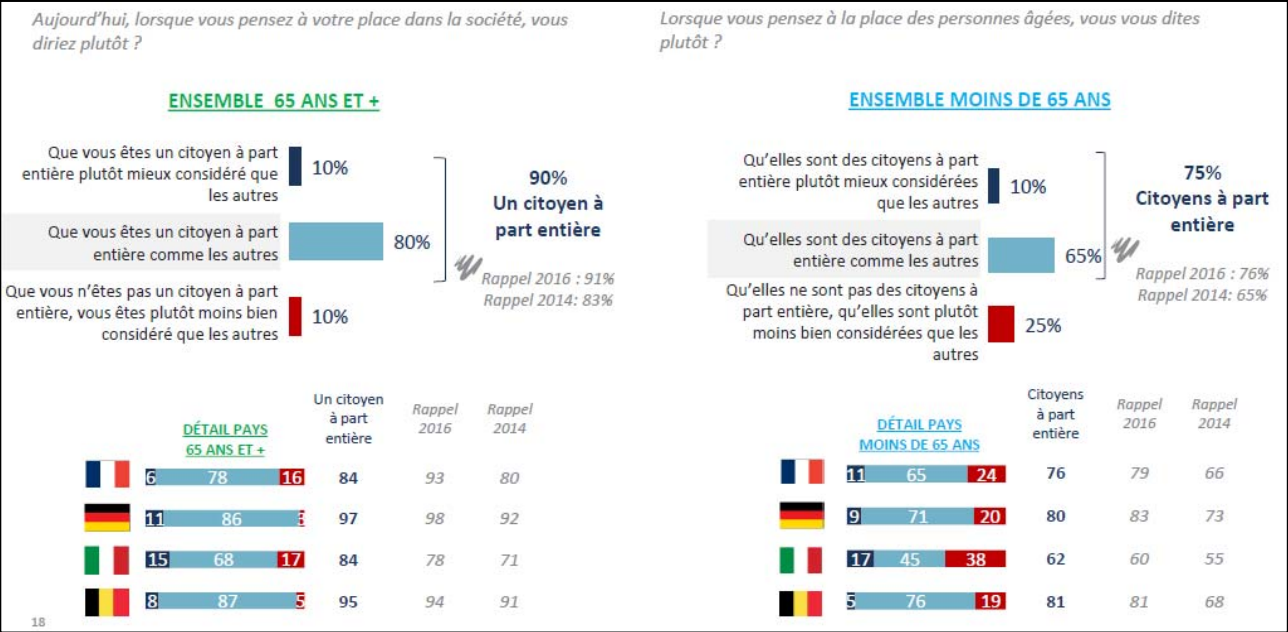 Aujourd'hui, lorsque vous pensez à votre place dans la société, vous
diriez plutôt ?
ENSEMBLE 65 ANS ET +
Que vous êtes un citoyen à part
entière plutôt mieux considéré que
les autres
10%
Que vous êtes un citoyen à part
entière comme les autres
80%
Que vous n'êtes pas un citoyen à part
entière, vous êtes plutôt moins bien
considéré que les autres
10%
90%
Un citoyen à
part entière
Rappel 2016 : 91%
Rappel 2014: 83%
DÉTAIL PAYS
65 ANS ET +
Un citoyen
à part
entière
Rappel
2016
Rappel
2014
6 78 16 84 93 80
11 86 3 97 98 92
15 68 17 84 78 71
8 87 5 95 94 91
18
Lorsque vous pensez à la place des personnes âgées, vous vous dites
plutôt ?
ENSEMBLE MOINS DE 65 ANS
Qu'elles sont des citoyens à part
entière plutôt mieux considérées
que les autres
10%
Qu'elles sont des citoyens à part
entière comme les autres
65%
Qu'elles ne sont pas des citoyens à
part entière, qu'elles sont plutôt
moins bien considérées que les
autres
25%
75%
Citoyens à part
entière
Rappel 2016 : 76%
Rappel 2014: 65%
DÉTAIL PAYS
MOINS DE 65 ANS
Citoyens
à part
entière
Rappel
2016
Rappel
2014
11 65 24 76 79 66
9 71 20 80 83 73
17 45 38 62 60 55
5 76 19 81 81 68